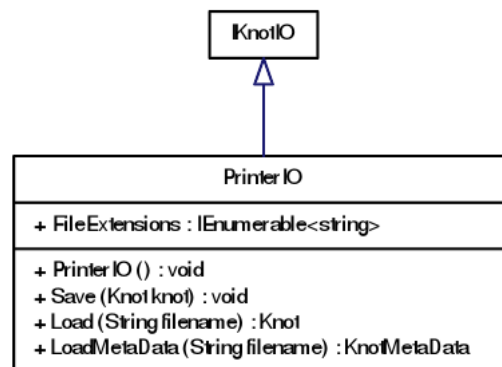 IKnotIO
PrinterIO
+ FileExtensions : IEnumerable<string>
+ PrinterIO () : void
+ Save (Knot knot) : void
+ Load (String filename) : Knot
+ LoadMetaData (String filename) : KnotMetaData